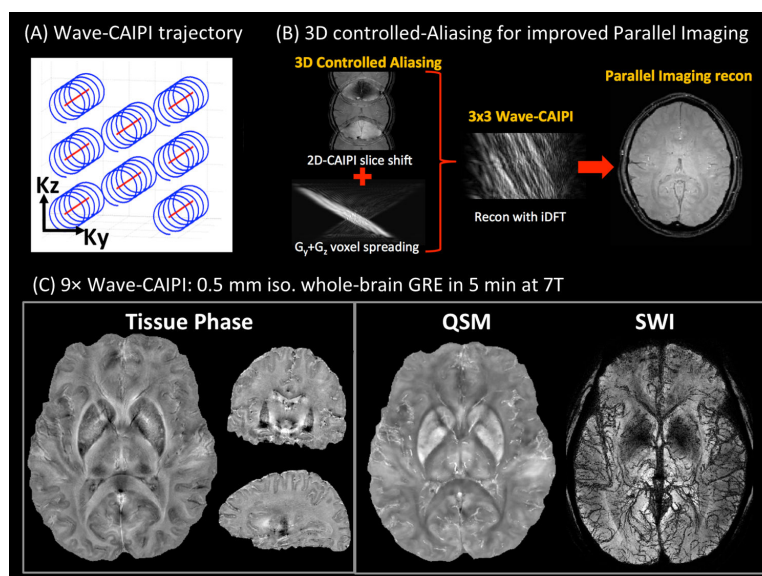 (A) Wave-CAIPI trajectory
(B) 3D controlled-Aliasing for improved Parallel Imaging
3D Controlled Aliasing
Parallel Imaging recon
3x3 Wave-CAIPI
2D-CAIPI slice shift
Kz
Ky
Recon with iDFT
Gy+Gz voxel spreading
(C) 9× Wave-CAIPI: 0.5 mm iso. whole-brain GRE in 5 min at 7T
Tissue Phase
QSM
SWI